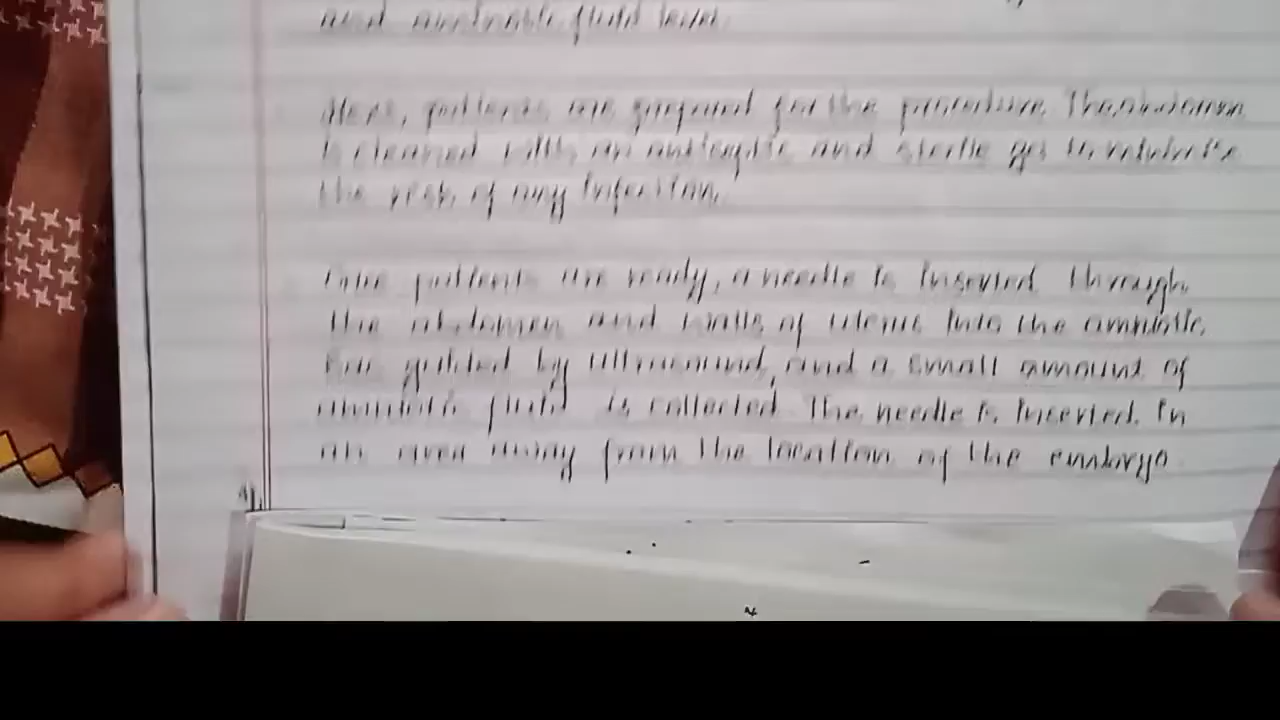 and amniotic fluid level.
Next, patients are prepared for the procedure. The abdomen
is cleaned with an antiseptic and sterile gel to
the risk of any infection.
Once patients are ready, a needle is inserted through
the abdomen and walls of uterus into the amniotic
sac guided by ultrasound, and a small amount of
amniotic fluid is collected. The needle is inserted in
an area away from the location of the embryo